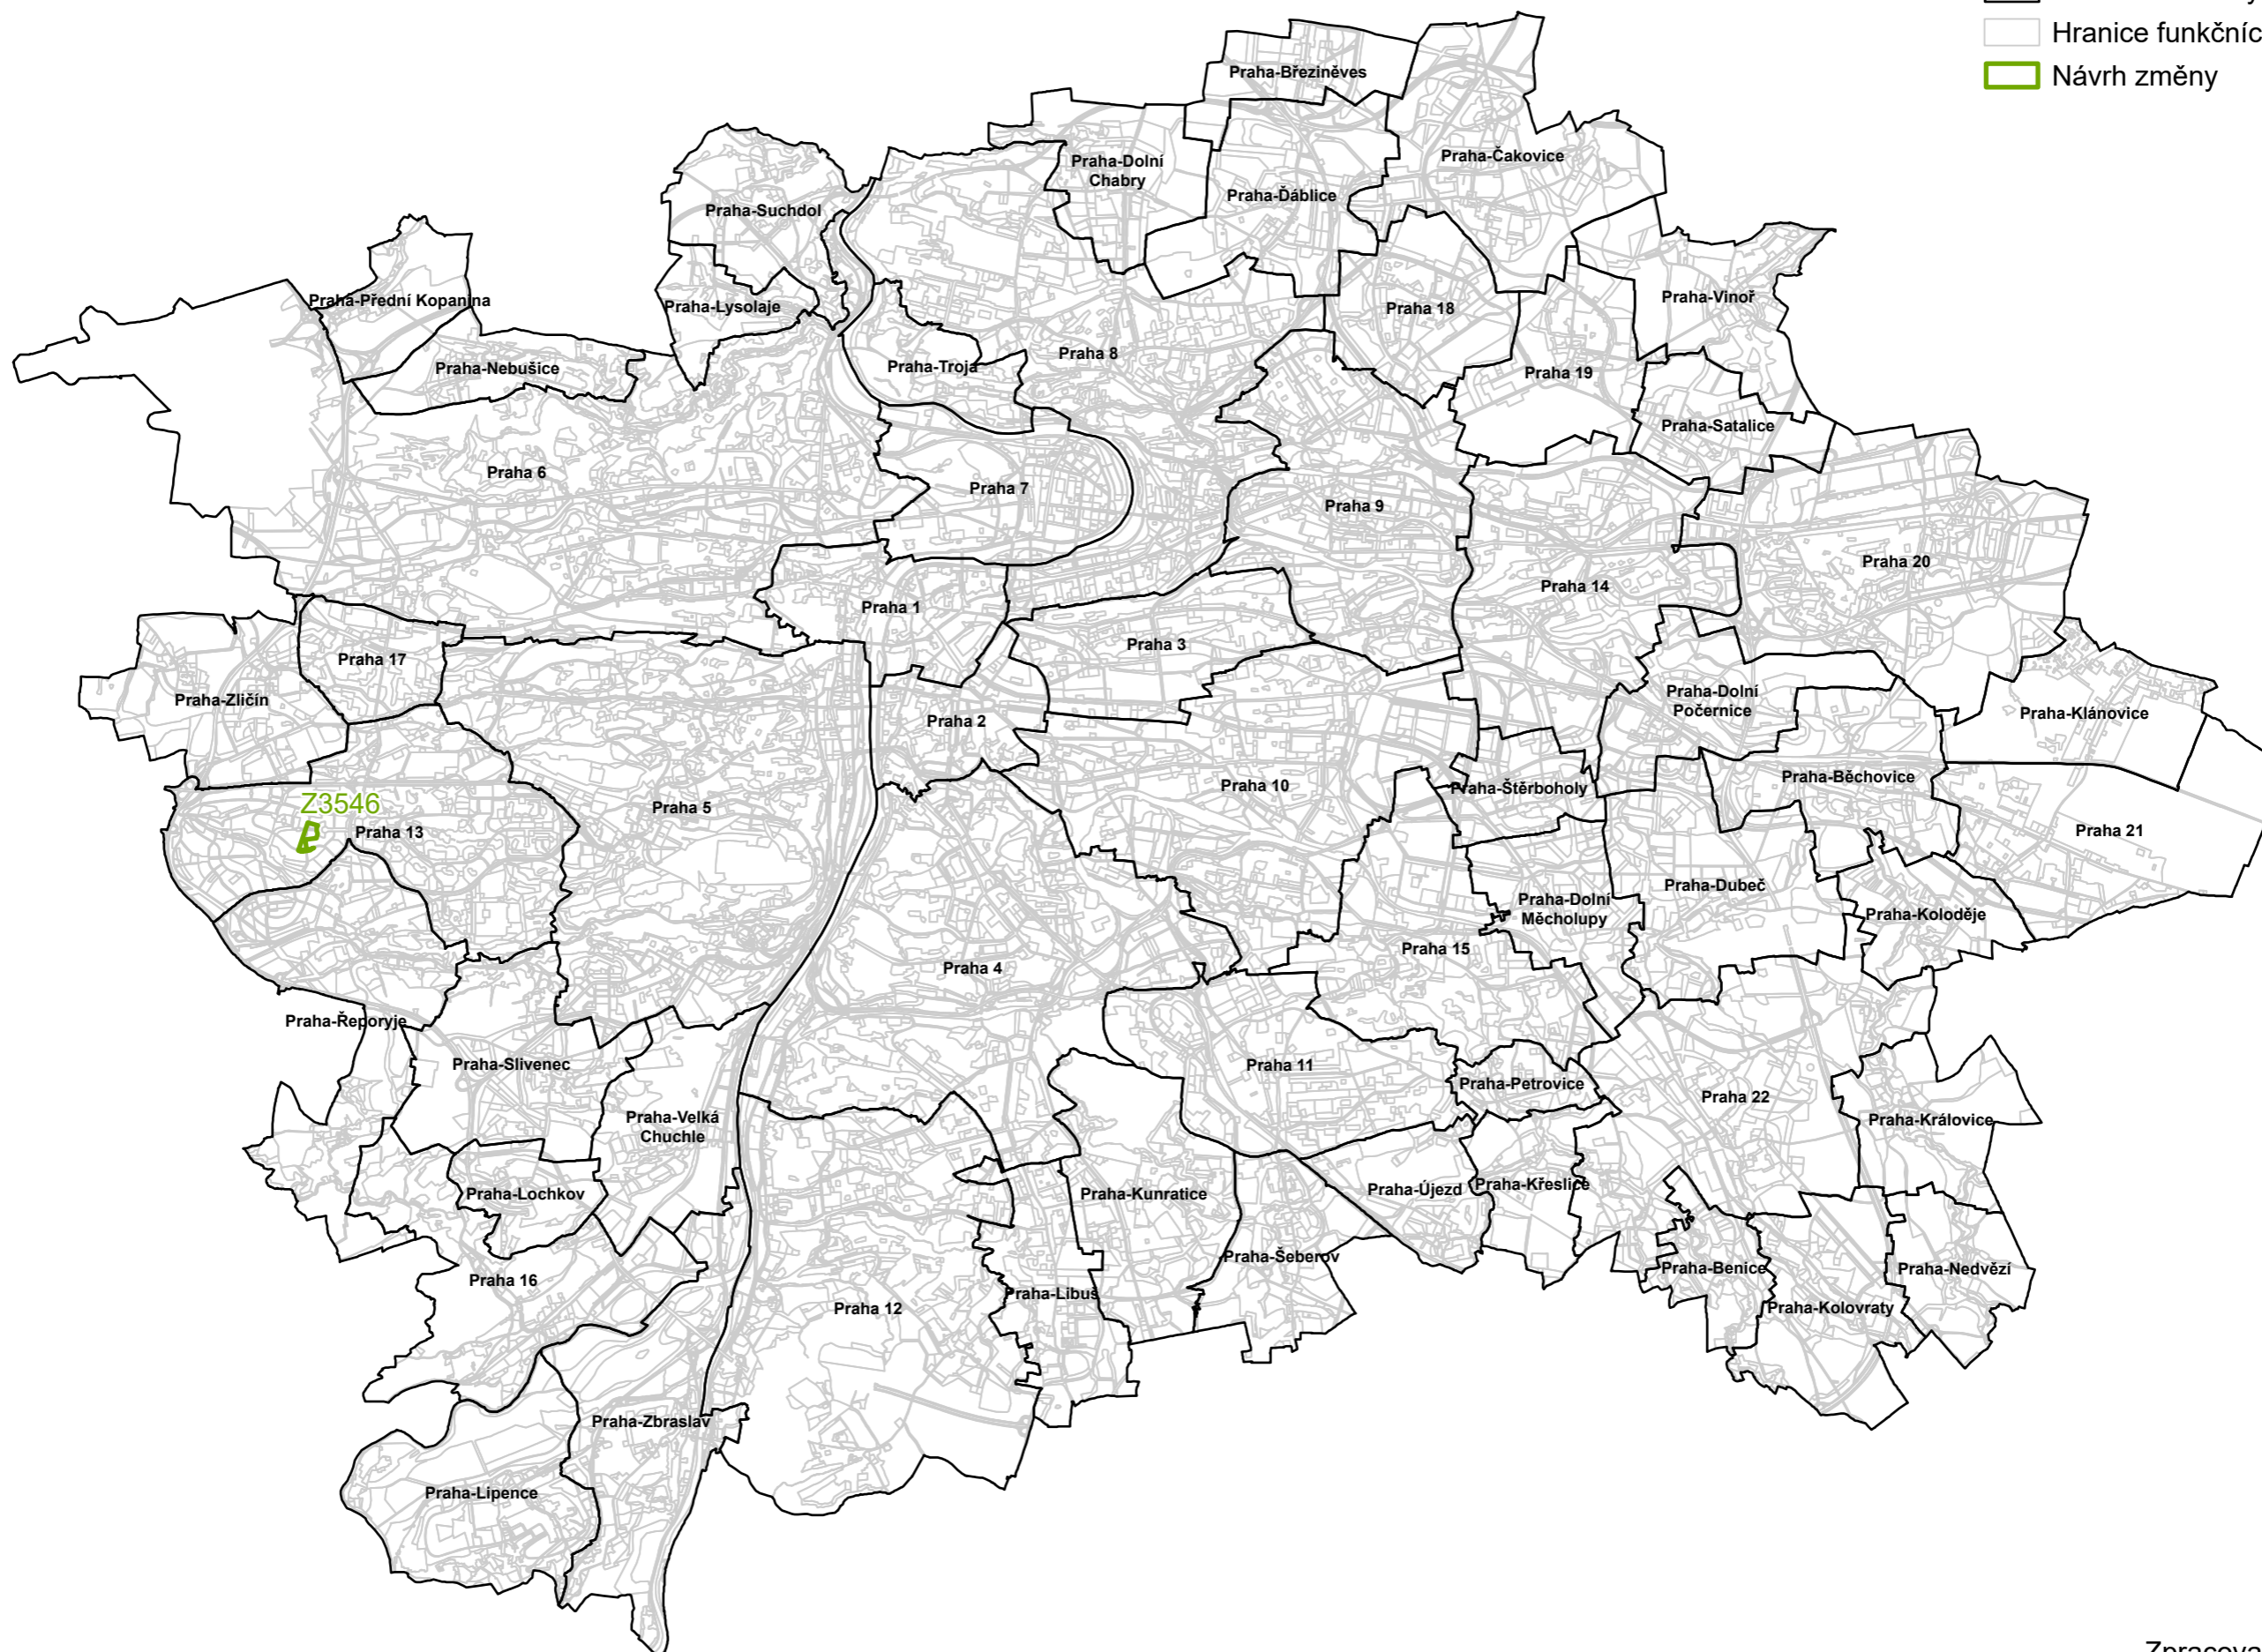 Hranice funkčníc
Návrh změny
Praha-Březiněves
Praha-Čakovice
Praha-Dolní
Chabry
Praha-Ďáblice
Praha-Suchdol
Praha-Přední Kopanina
Praha-Lysolaje
Praha 18
Praha-Vinoř
Praha-Nebušice
Praha-Troja
Praha 8
Praha 19
Praha-Satalice
Praha 6
Praha 7
Praha 9
Praha 20
Praha 14
Praha 1
Praha 3
Praha 17
Praha-Zličín
Praha-Dolní
Počernice
Praha 2
Praha-Klánovice
Praha-Běchovice
Praha 10
Praha-Štěrboholy
Z3546
Praha 5
Praha 13
Praha 21
Praha-Dubeč
Praha-Dolní
Měcholupy
Praha-Koloděje
Praha 15
Praha 4
Praha-Řeporyje
Praha-Slivenec
Praha 11
Praha-Petrovice
Praha 22
Praha-Velká
Chuchle
Praha-Královice
Praha-Lochkov
Praha-Kunratice
Praha-Újezd
Praha-Křeslice
Praha-Šeberov
Praha-Benice
Praha-Nedvězí
Praha 16
Praha-Libuš
Praha 12
Praha-Kolovraty
Praha-Zbraslav
Praha-Lipence
Zpracova